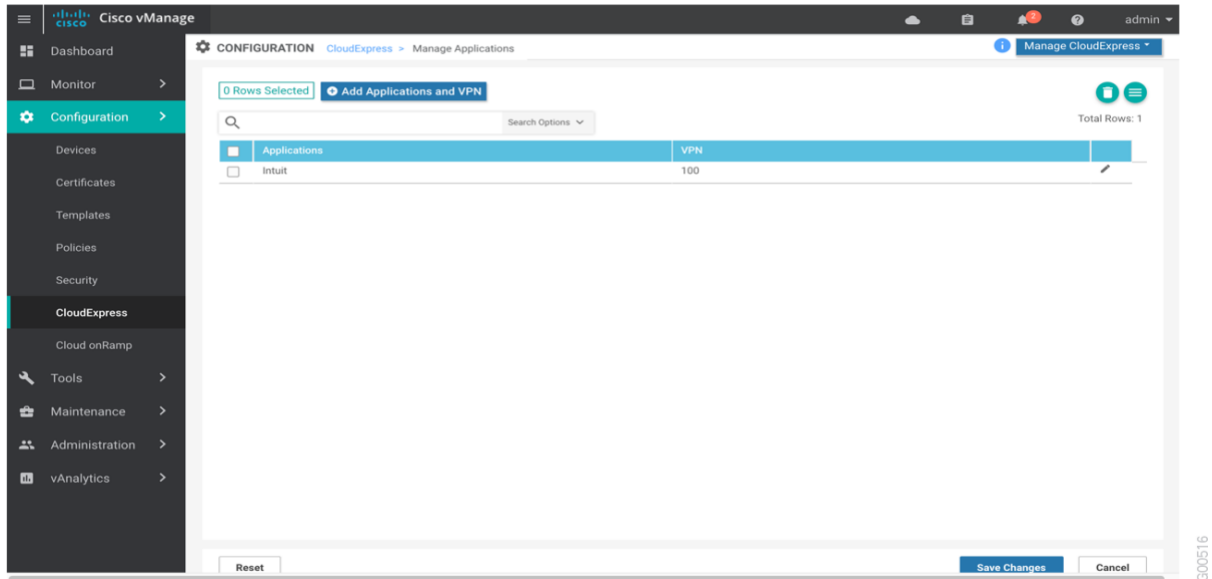 cisco Cisco vManage
2
admin
Dashboard
CONFIGURATION CloudExpress > Manage Applications
Manage CloudExpress
Monitor
0 Rows Selected Add Applications and VPN
Configuration
Search Options
Total Rows: 1
Devices
Applications VPN
Intuit 100
Certificates
Templates
Policies
Security
CloudExpress
Cloud onRamp
Tools
Maintenance
Administration
vAnalytics
Reset Save Changes Cancel
300516